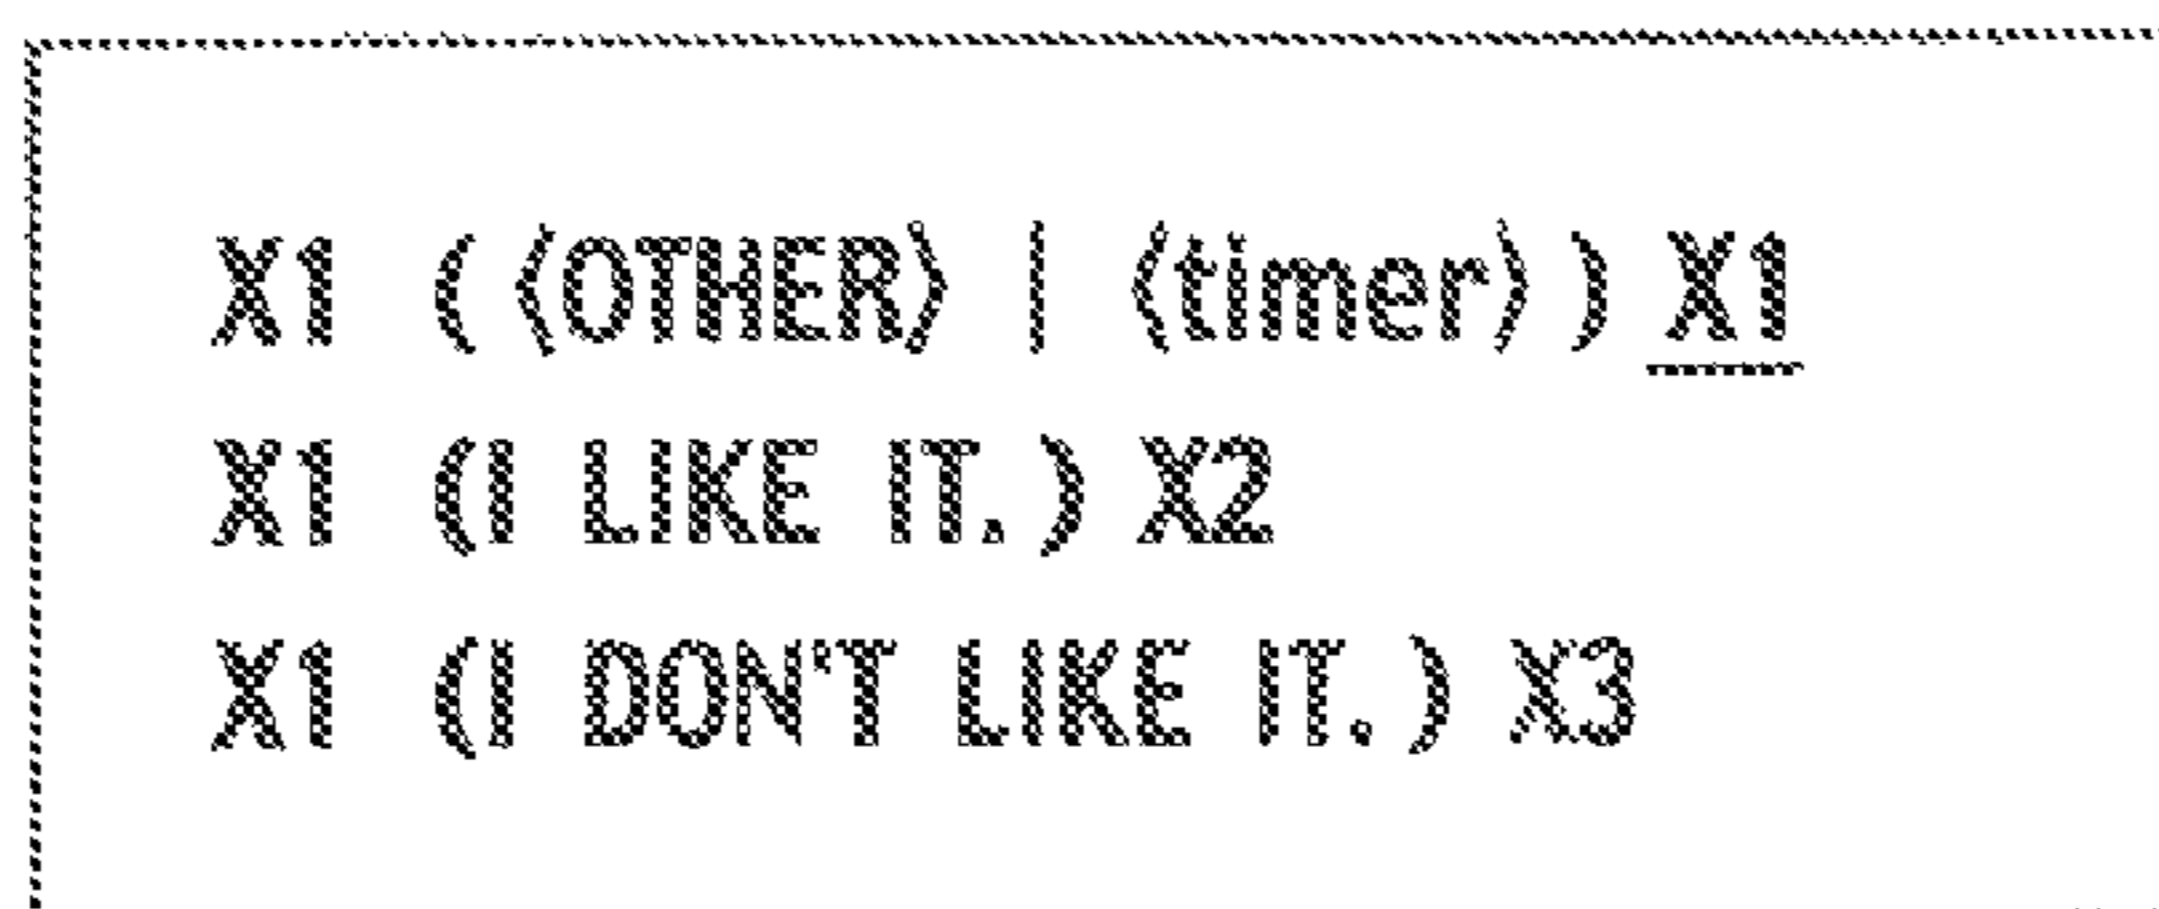 X1 (⟨OTHER⟩ | ⟨timer⟩) X1
X1 (I LIKE IT.) X2
X1 (I DON'T LIKE IT.) X3